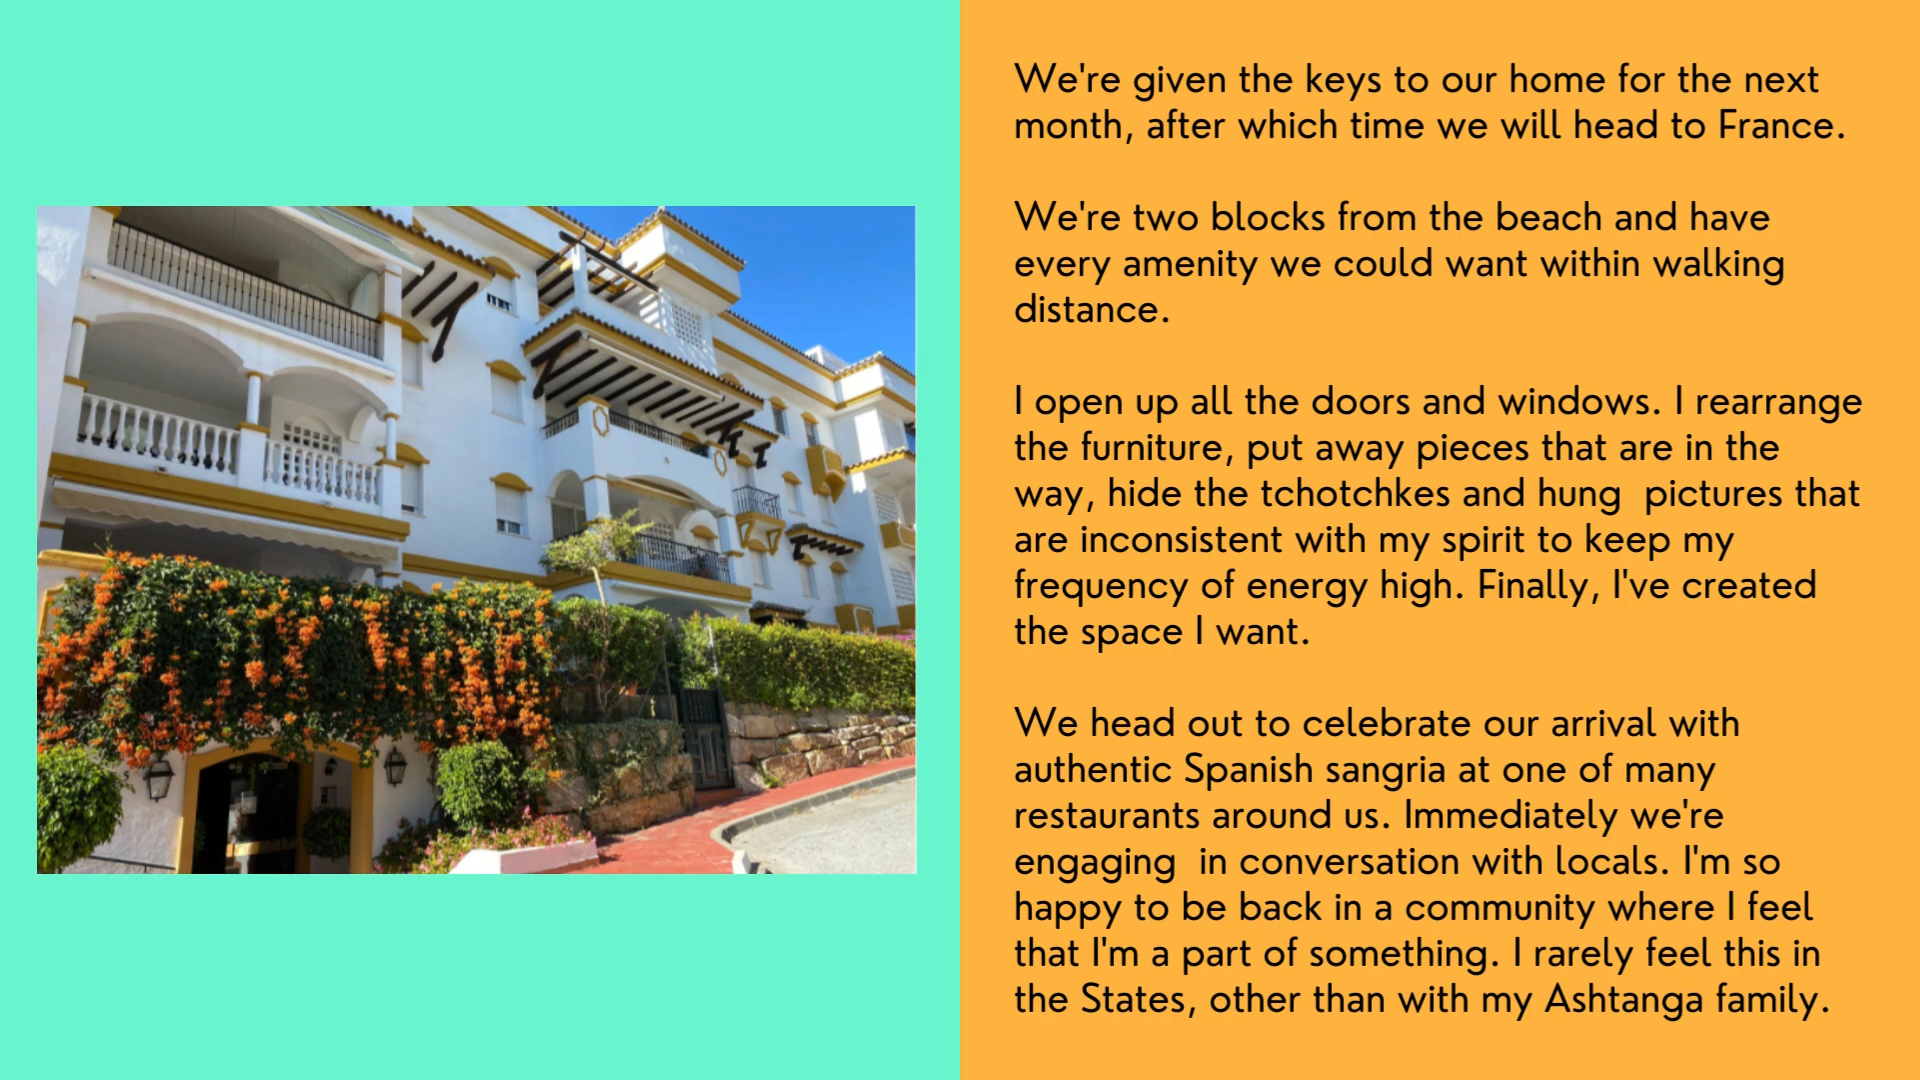 We're given the keys to our home for the next
month, after which time we will head to France.
We're two blocks from the beach and have
every amenity we could want within walking
distance.
I open up all the doors and windows. I rearrange
the furniture, put away pieces that are in the
way, hide the tchotchkes and hung  pictures that
are inconsistent with my spirit to keep my
frequency of energy high. Finally, I've created
the space I want.
We head out to celebrate our arrival with
authentic Spanish sangria at one of many
restaurants around us. Immediately we're
engaging  in conversation with locals. I'm so
happy to be back in a community where I feel
that I'm a part of something. I rarely feel this in
the States, other than with my Ashtanga family.